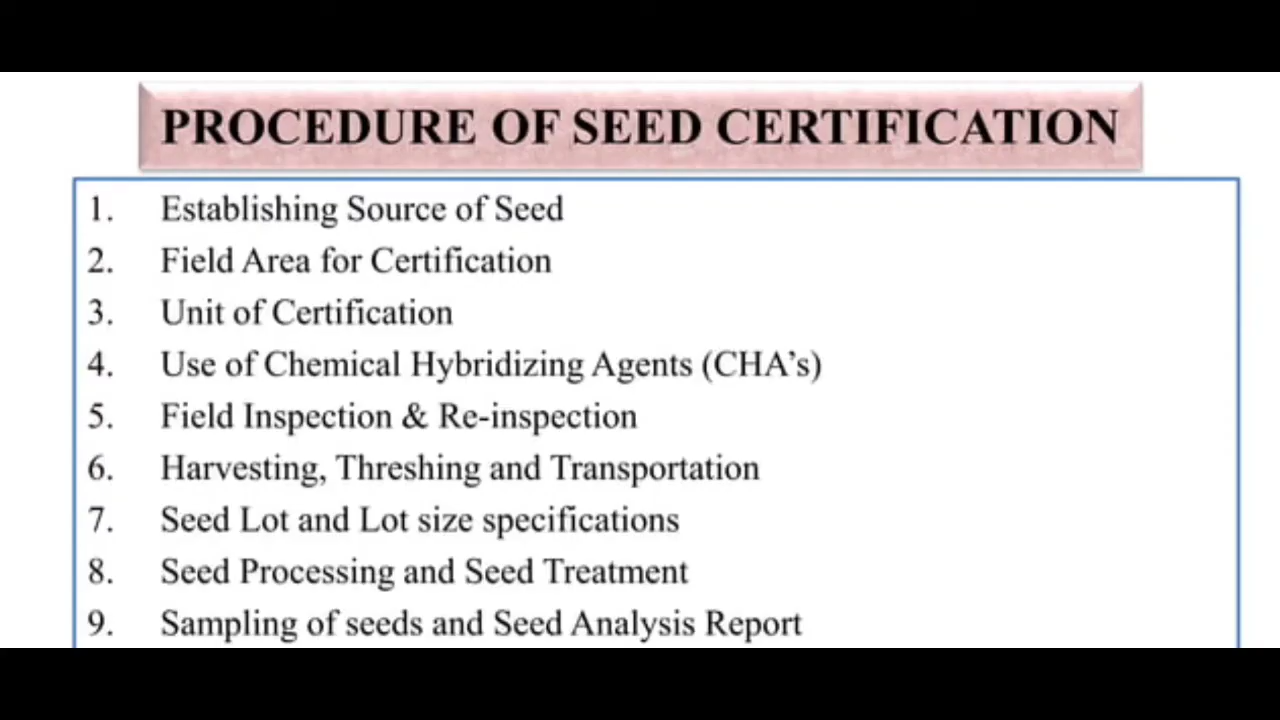 PROCEDURE OF SEED CERTIFICATION
1. Establishing Source of Seed
2. Field Area for Certification
3. Unit of Certification
4. Use of Chemical Hybridizing Agents (CHA’s)
5. Field Inspection & Re-inspection
6. Harvesting, Threshing and Transportation
7. Seed Lot and Lot size specifications
8. Seed Processing and Seed Treatment
9. Sampling of seeds and Seed Analysis Report